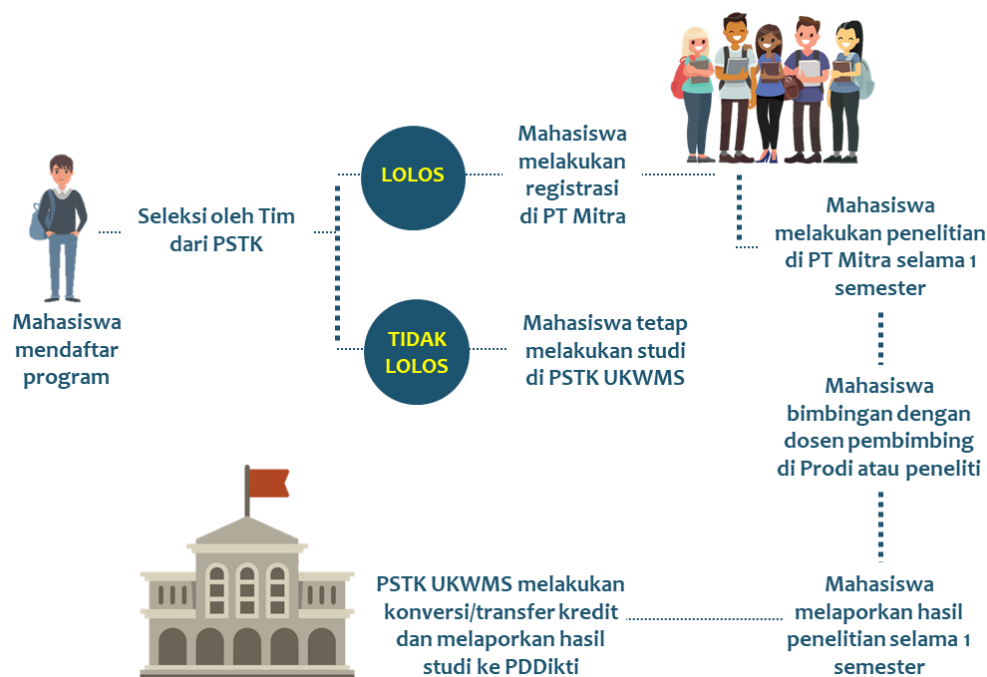 Mahasiswa
mendaftar
program
Seleksi oleh Tim
dari PSTK
LOLOS
Mahasiswa
melakukan
registrasi
di PT Mitra
TIDAK
LOLOS
Mahasiswa tetap
melakukan studi
di PSTK UKWMS
Mahasiswa
melakukan penelitian
di PT Mitra selama 1
semester
Mahasiswa
bimbingan dengan
dosen pembimbing
di Prodi atau peneliti
Mahasiswa
melaporkan hasil
penelitian selama 1
semester
PSTK UKWMS melakukan
konversi/transfer kredit
dan melaporkan hasil
studi ke PDDikti